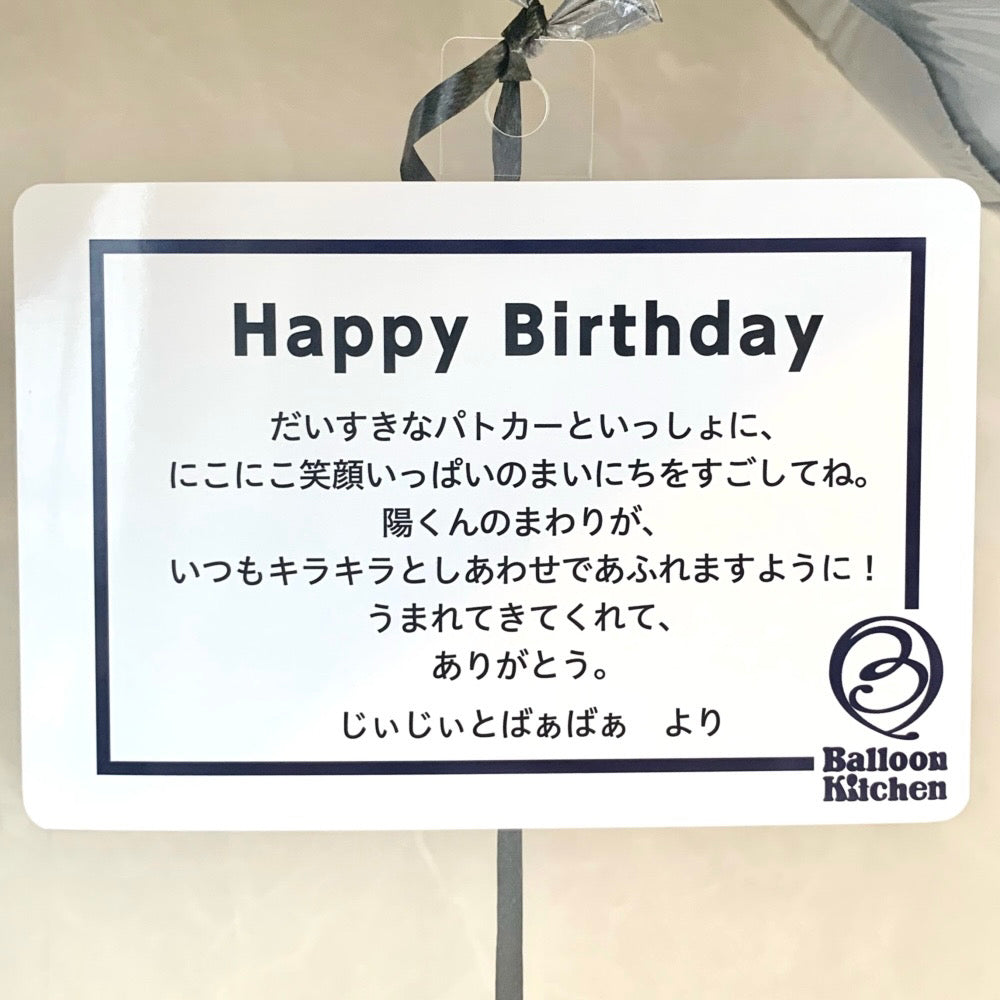 Happy Birthday
だいすきなパトカーといっしょに、
にこにこ笑顔いっぱいのまいにちをすごしてね。
陽くんのまわりが、
いつもキラキラとしあわせであふれますように！
うまれてきてくれて、
ありがとう。
じぃじぃとばぁばぁ　より
Balloon
Kitchen